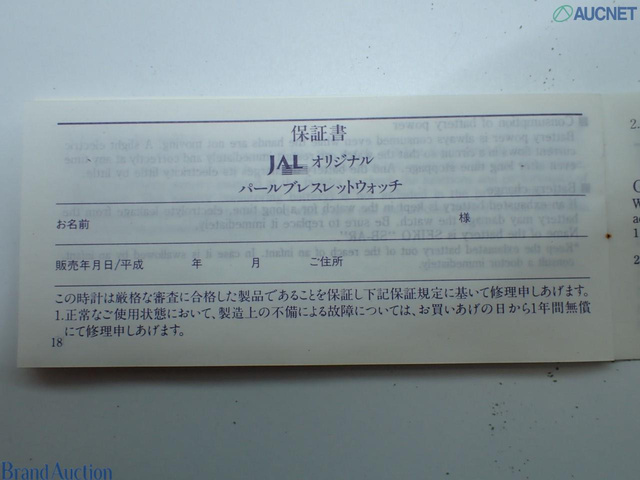 AUCNET
保証書
JAL オリジナル
パールブレスレットウォッチ
お名前 様
販売年月日/平成 年 月 ご住所
この時計は厳格な審査に合格した製品であることを保証し下記保証規定に基いて修理申しあげます。
1.正常なご使用状態において、製造上の不備による故障については、お買いあげの日から1年間無償
にて修理申しあげます。
18
2.
1
2
Brand Auction